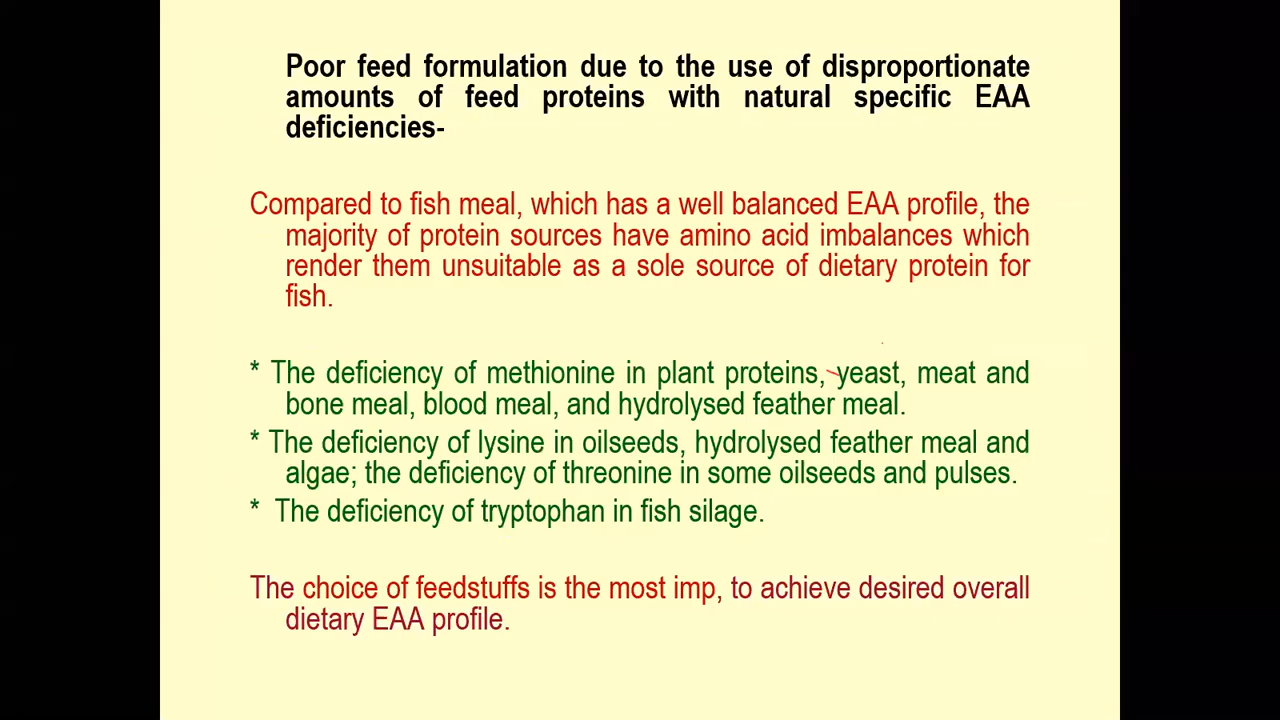 Poor feed formulation due to the use of disproportionate
amounts of feed proteins with natural specific EAA
deficiencies-
Compared to fish meal, which has a well balanced EAA profile, the
majority of protein sources have amino acid imbalances which
render them unsuitable as a sole source of dietary protein for
fish.
* The deficiency of methionine in plant proteins, yeast, meat and
bone meal, blood meal, and hydrolysed feather meal.
* The deficiency of lysine in oilseeds, hydrolysed feather meal and
algae; the deficiency of threonine in some oilseeds and pulses.
* The deficiency of tryptophan in fish silage.
The choice of feedstuffs is the most imp, to achieve desired overall
dietary EAA profile.